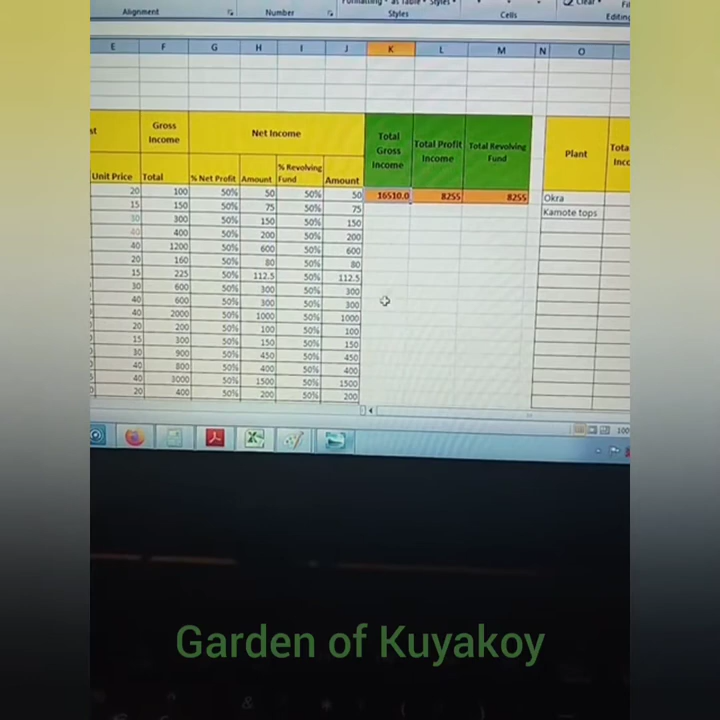 Formatting as Table Styles Clear
Alignment Number Styles Cells Editing
E F G H I J K L M N O
st Gross Income Net Income Total Gross Income Total Profit Income Total Revolving Fund Plant
Unit Price Total % Net Profit Amount % Revolving Fund Amount
20 100 50% 50 50% 50 16510.0 8255 8255 Okra
15 150 50% 75 50% 75 Kamote tops
30 300 50% 150 50% 150
40 400 50% 200 50% 200
40 1200 50% 600 50% 600
20 160 50% 80 50% 80
15 225 50% 112.5 50% 112.5
30 600 50% 300 50% 300
40 600 50% 300 50% 300
40 2000 50% 1000 50% 1000
20 200 50% 100 50% 100
15 300 50% 150 50% 150
30 900 50% 450 50% 450
40 800 50% 400 50% 400
40 3000 50% 1500 50% 1500
20 400 50% 200 50% 200
100
Garden of Kuyakoy